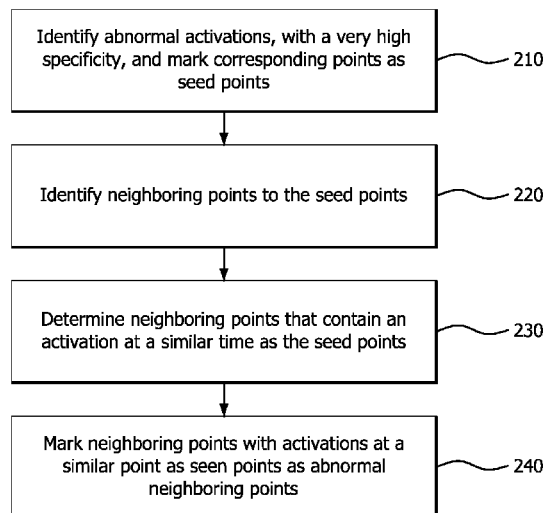 Identify abnormal activations, with a very high
specificity, and mark corresponding points as
seed points
210
Identify neighboring points to the seed points
220
Determine neighboring points that contain an
activation at a similar time as the seed points
230
Mark neighboring points with activations at a
similar point as seen points as abnormal
neighboring points
240